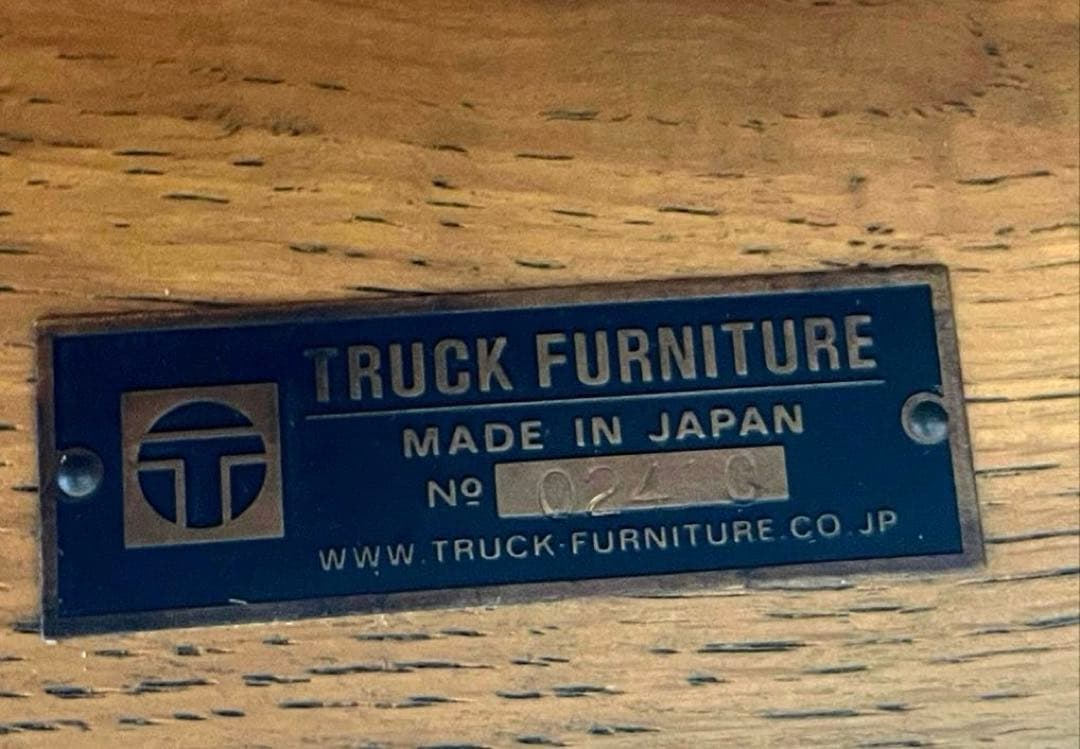 TRUCK FURNITURE
MADE IN JAPAN
Nº
WWW.TRUCK-FURNITURE.CO.JP